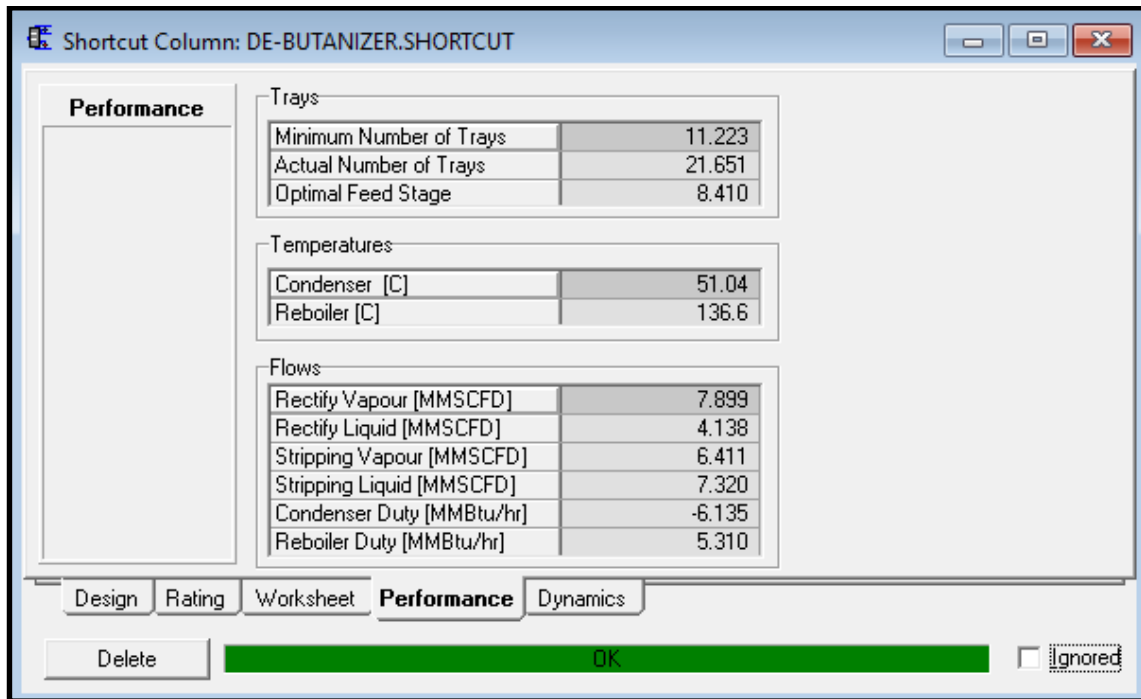 Shortcut Column: DE-BUTANIZER.SHORTCUT
Performance
Trays
Minimum Number of Trays 11.223
Actual Number of Trays 21.651
Optimal Feed Stage 8.410
Temperatures
Condenser [C] 51.04
Reboiler [C] 136.6
Flows
Rectify Vapour [MMSCFD] 7.899
Rectify Liquid [MMSCFD] 4.138
Stripping Vapour [MMSCFD] 6.411
Stripping Liquid [MMSCFD] 7.320
Condenser Duty [MMBtu/hr] -6.135
Reboiler Duty [MMBtu/hr] 5.310
Design Rating Worksheet Performance Dynamics
Delete OK Ignored